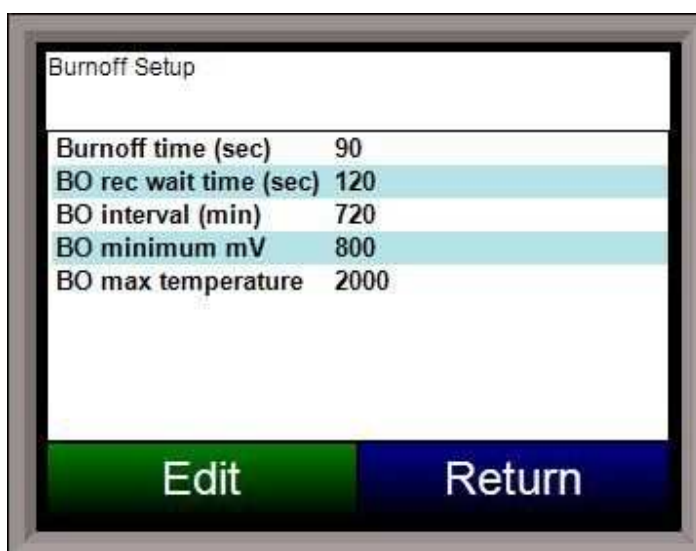 Burnoff Setup
Burnoff time (sec) 90
BO rec wait time (sec) 120
BO interval (min) 720
BO minimum mV 800
BO max temperature 2000
Edit Return